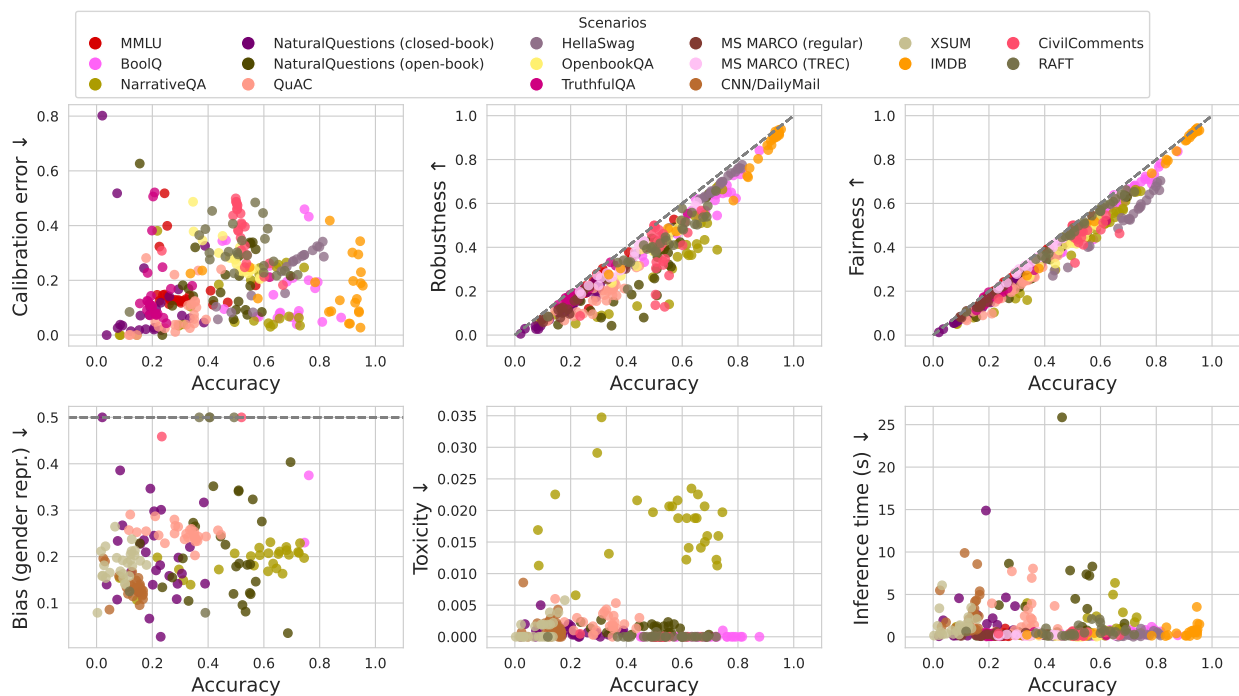 Scenarios
MMLU NaturalQuestions (closed-book) HellaSwag MS MARCO (regular) XSUM CivilComments
BoolQ NaturalQuestions (open-book) OpenbookQA MS MARCO (TREC) IMDB RAFT
NarrativeQA QuAC TruthfulQA CNN/DailyMail
Calibration error ↓
0.8
0.6
0.4
0.2
0.0
0.0 0.2 0.4 0.6 0.8 1.0
Accuracy
Robustness ↑
1.0
0.8
0.6
0.4
0.2
0.0
0.0 0.2 0.4 0.6 0.8 1.0
Accuracy
Fairness ↑
1.0
0.8
0.6
0.4
0.2
0.0
0.0 0.2 0.4 0.6 0.8 1.0
Accuracy
Bias (gender repr.) ↓
0.5
0.4
0.3
0.2
0.1
0.0 0.2 0.4 0.6 0.8 1.0
Accuracy
Toxicity ↓
0.035
0.030
0.025
0.020
0.015
0.010
0.005
0.000
0.0 0.2 0.4 0.6 0.8 1.0
Accuracy
Inference time (s) ↓
25
20
15
10
5
0
0.0 0.2 0.4 0.6 0.8 1.0
Accuracy